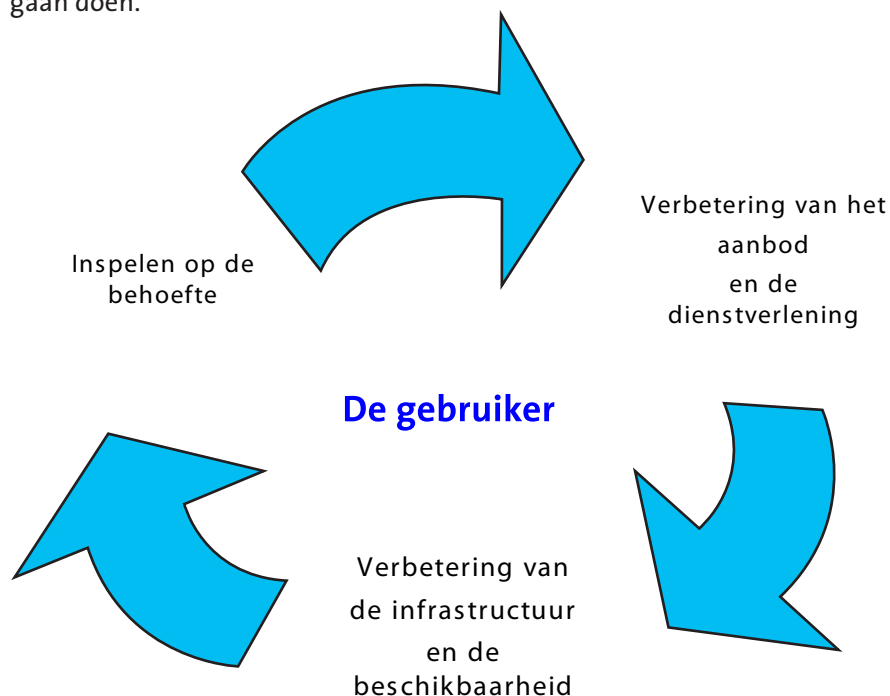 gaan doen.
Verbetering van het
aanbod
en de
dienstverlening
Inspelen op de
behoefte
De gebruiker
Verbetering van
de infrastructuur
en de
beschikbaarheid